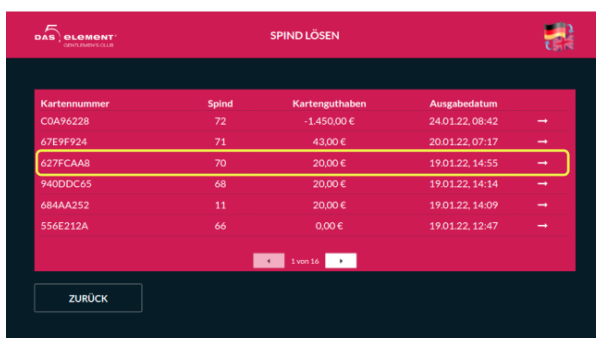 DAS 5 ELEMENT
GENTLEMEN'S CLUB
SPIND LÖSEN
Kartennummer Spind Kartenguthaben Ausgabedatum
C0A96228 72 -1.450,00 € 24.01.22, 08:42 →
67E9F924 71 43,00 € 20.01.22, 07:17 →
627FCAA8 70 20,00 € 19.01.22, 14:55 →
940DDC65 68 20,00 € 19.01.22, 14:14 →
684AA252 11 20,00 € 19.01.22, 14:09 →
556E212A 66 0,00 € 19.01.22, 12:47 →
1 von 16
ZURÜCK